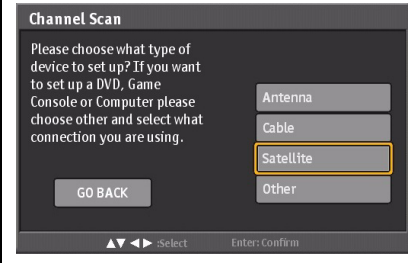 Channel Scan
Please choose what type of
device to set up? If you want
to set up a DVD, Game
Console or Computer please
choose other and select what
connection you are using.
Antenna
Cable
Satellite
Other
GO BACK
▲▼ ◀▶ :Select Enter: Confirm